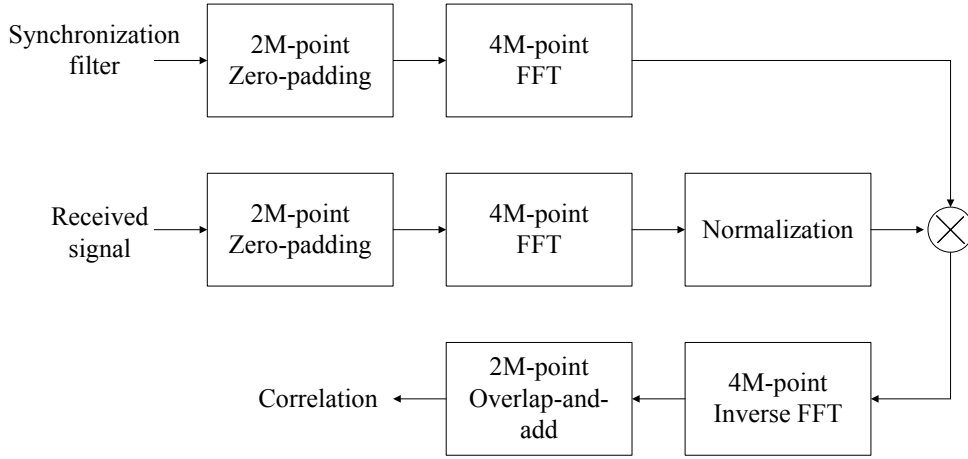 Synchronization
filter
2M-point
Zero-padding
4M-point
FFT
Received
signal
2M-point
Zero-padding
4M-point
FFT
Normalization
Correlation
2M-point
Overlap-and-
add
4M-point
Inverse FFT